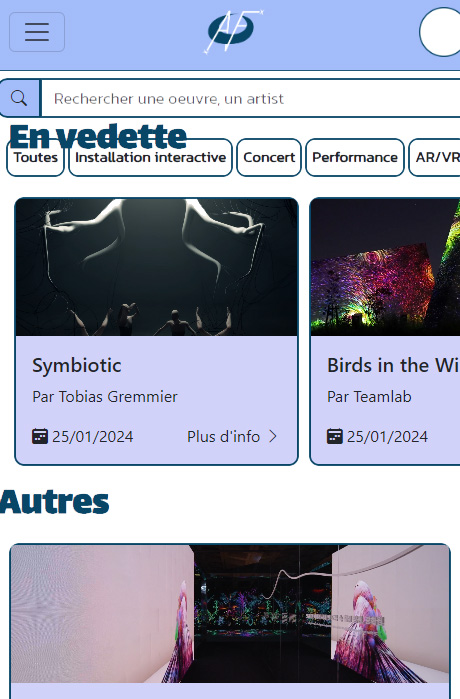 AF
Rechercher une oeuvre, un artist
En vedette
Toutes Installation interactive Concert Performance AR/VR
Symbiotic
Par Tobias Gremmier
25/01/2024 Plus d'info
Birds in the Wi
Par Teamlab
25/01/2024
Autres